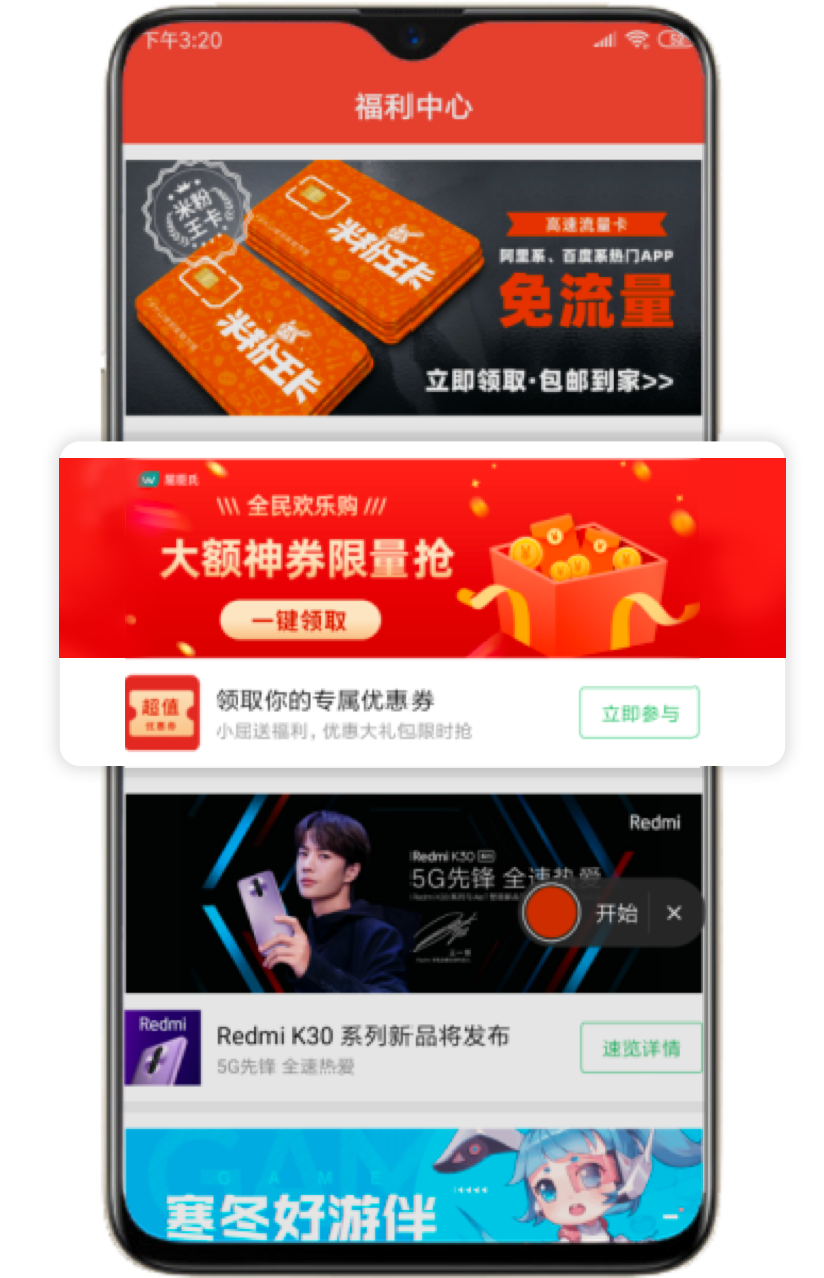 下午3:20
52
福利中心
米粉
王卡
米粉王卡
米粉王卡
高速流量卡
阿里系、百度系热门APP
免流量
立即领取·包邮到家>>
屈臣氏
\\\ 全民欢乐购 ///
大额神券限量抢
一键领取
超值
优惠券
领取你的专属优惠券
小屈送福利，优惠大礼包限时抢
立即参与
Redmi
Redmi K30
5G先锋 全速热爱
开始 ×
Redmi
Redmi K30 系列新品将发布
5G先锋 全速热爱
速览详情
GAME
GAME
寒冬好游伴